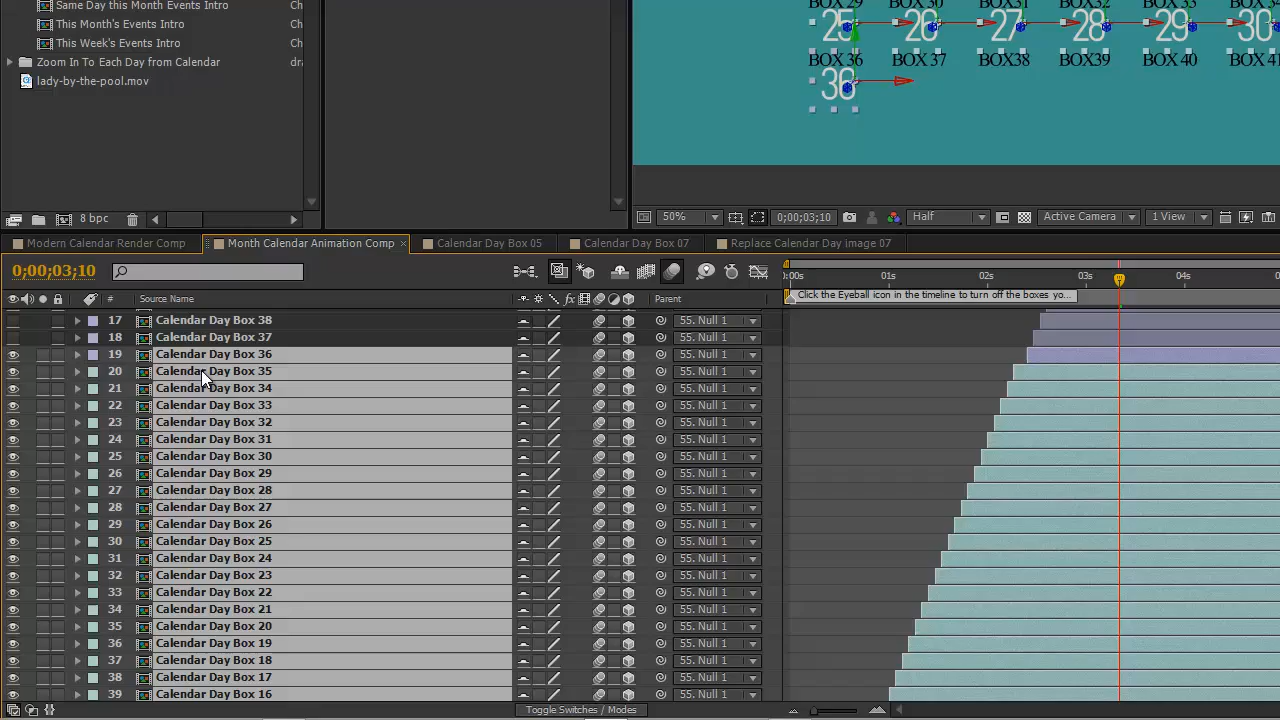 Same Day this Month Events Intro Ch
This Month's Events Intro Ch
This Week's Events Intro Ch
Zoom In To Each Day from Calendar dra
lady-by-the-pool.mov
BOX29 BOX30 BOX31 BOX32 BOX33 BOX34
25 26 27 28 29 30
BOX 36 BOX 37 BOX38 BOX39 BOX 40 BOX 41
36
8 bpc
50% 0;00;03;10 Half Active Camera 1 View
Modern Calendar Render Comp Month Calendar Animation Comp × Calendar Day Box 05 Calendar Day Box 07 Replace Calendar Day image 07
0;00;03;10
:00s 01s 02s 03s 04s
# Source Name fx Parent
Click the Eyeball icon in the timeline to turn off the boxes yo...
17 Calendar Day Box 38 55. Null 1
18 Calendar Day Box 37 55. Null 1
19 Calendar Day Box 36 55. Null 1
20 Calendar Day Box 35 55. Null 1
21 Calendar Day Box 34 55. Null 1
22 Calendar Day Box 33 55. Null 1
23 Calendar Day Box 32 55. Null 1
24 Calendar Day Box 31 55. Null 1
25 Calendar Day Box 30 55. Null 1
26 Calendar Day Box 29 55. Null 1
27 Calendar Day Box 28 55. Null 1
28 Calendar Day Box 27 55. Null 1
29 Calendar Day Box 26 55. Null 1
30 Calendar Day Box 25 55. Null 1
31 Calendar Day Box 24 55. Null 1
32 Calendar Day Box 23 55. Null 1
33 Calendar Day Box 22 55. Null 1
34 Calendar Day Box 21 55. Null 1
35 Calendar Day Box 20 55. Null 1
36 Calendar Day Box 19 55. Null 1
37 Calendar Day Box 18 55. Null 1
38 Calendar Day Box 17 55. Null 1
39 Calendar Day Box 16 55. Null 1
Toggle Switches / Modes